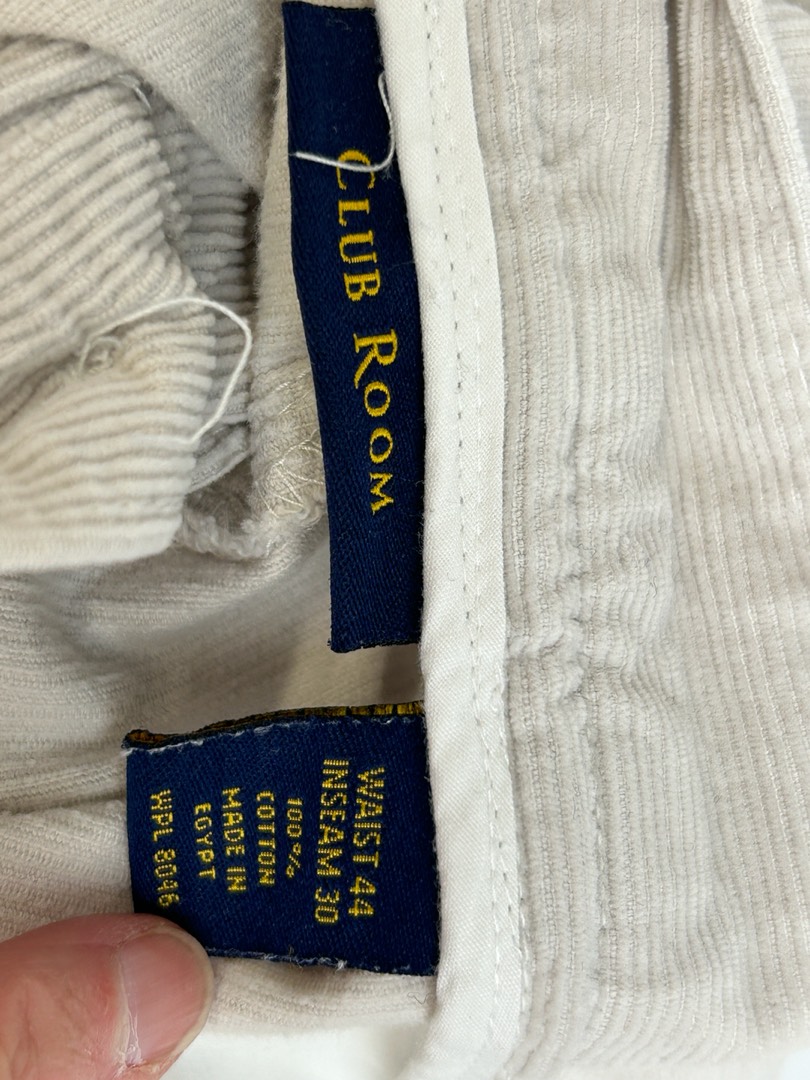 CLUB ROOM
WAIST 44
INSEAM 30
100%
COTTON
MADE IN
EGYPT
WPL 8046